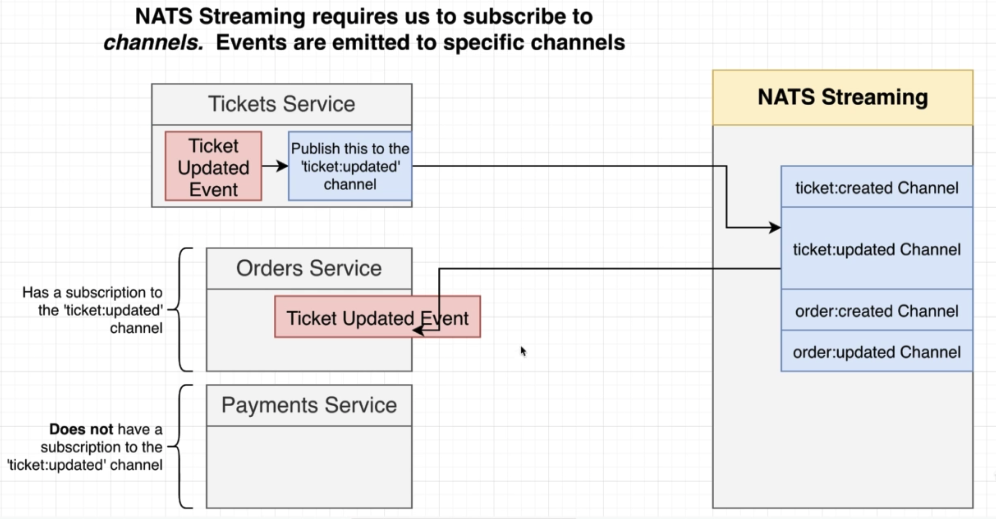 NATS Streaming requires us to subscribe to
channels. Events are emitted to specific channels
Tickets Service
Ticket
Updated
Event
Publish this to the
'ticket:updated'
channel
NATS Streaming
ticket:created Channel
ticket:updated Channel
order:created Channel
order:updated Channel
Has a subscription to
the 'ticket:updated'
channel
Orders Service
Ticket Updated Event
Does not have a
subscription to the
'ticket:updated' channel
Payments Service